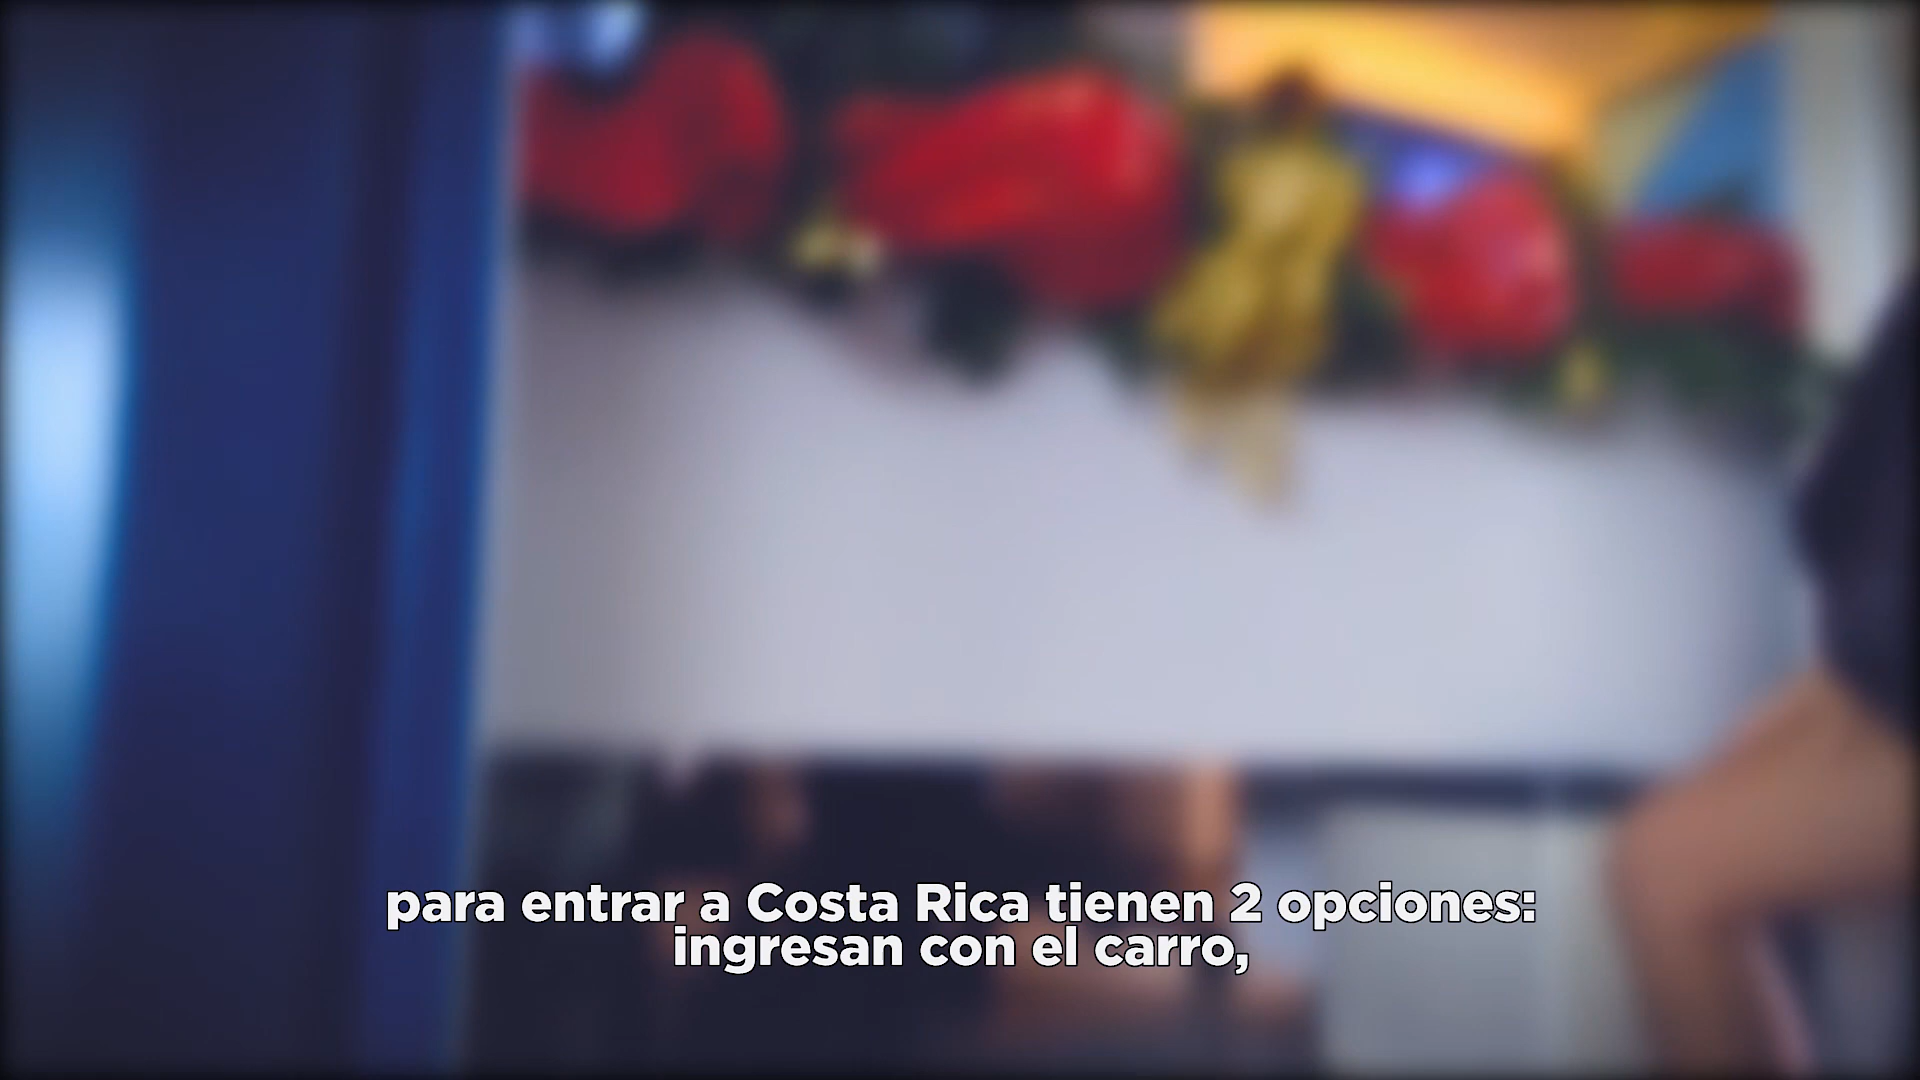 para entrar a Costa Rica tienen 2 opciones:
ingresan con el carro,